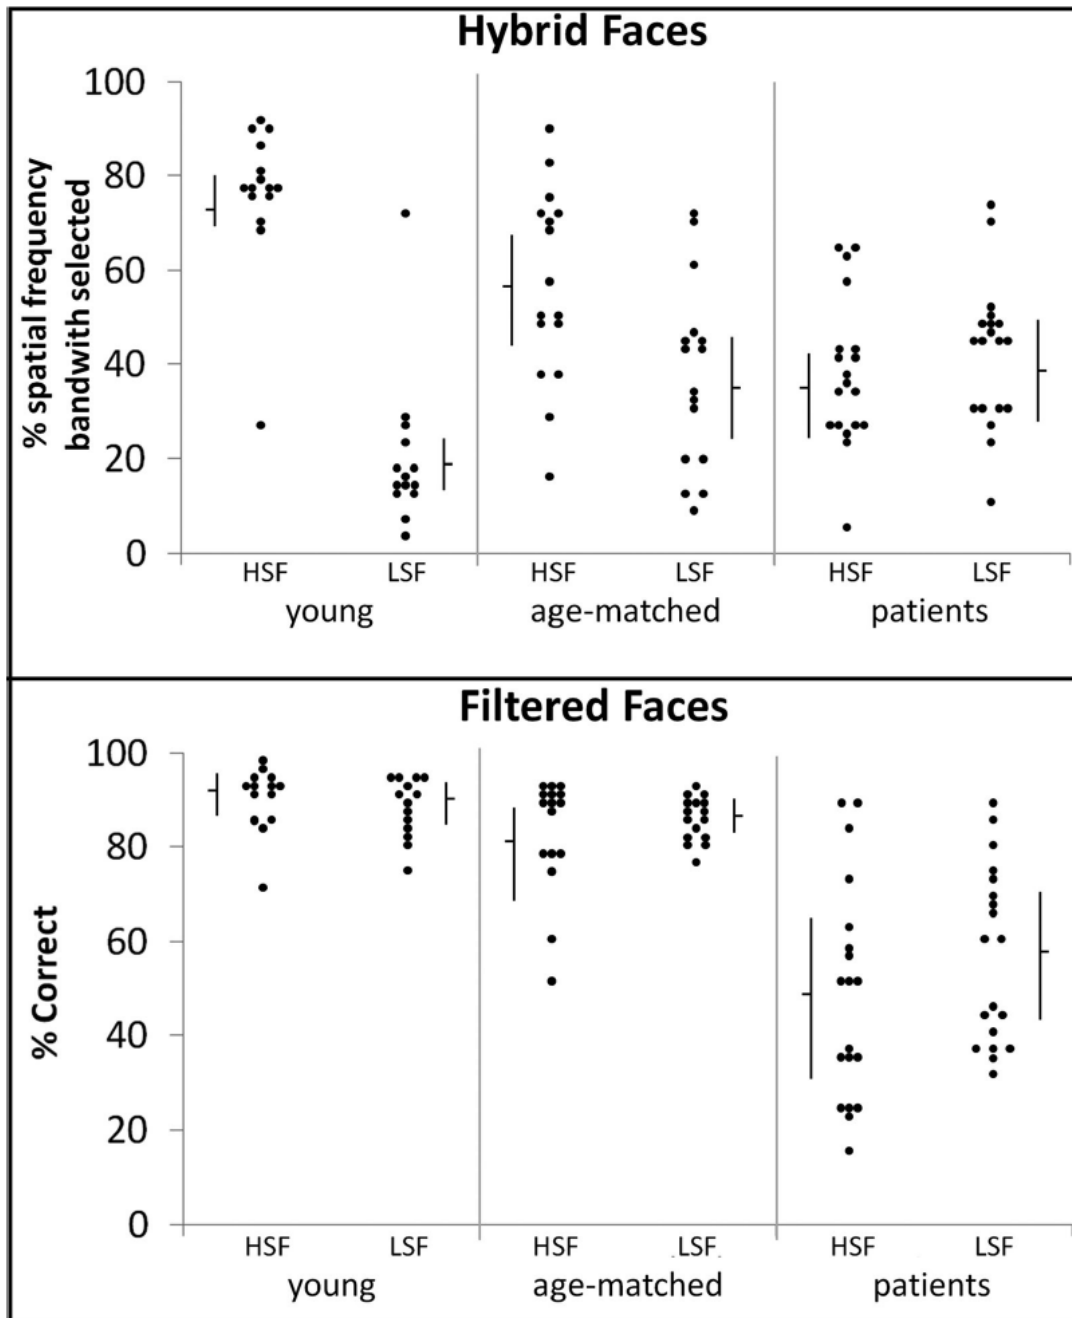 Hybrid Faces
% spatial frequency
bandwith selected
100
80
60
40
20
0
HSF LSF HSF LSF HSF LSF
young age-matched patients
Filtered Faces
% Correct
100
80
60
40
20
0
HSF LSF HSF LSF HSF LSF
young age-matched patients